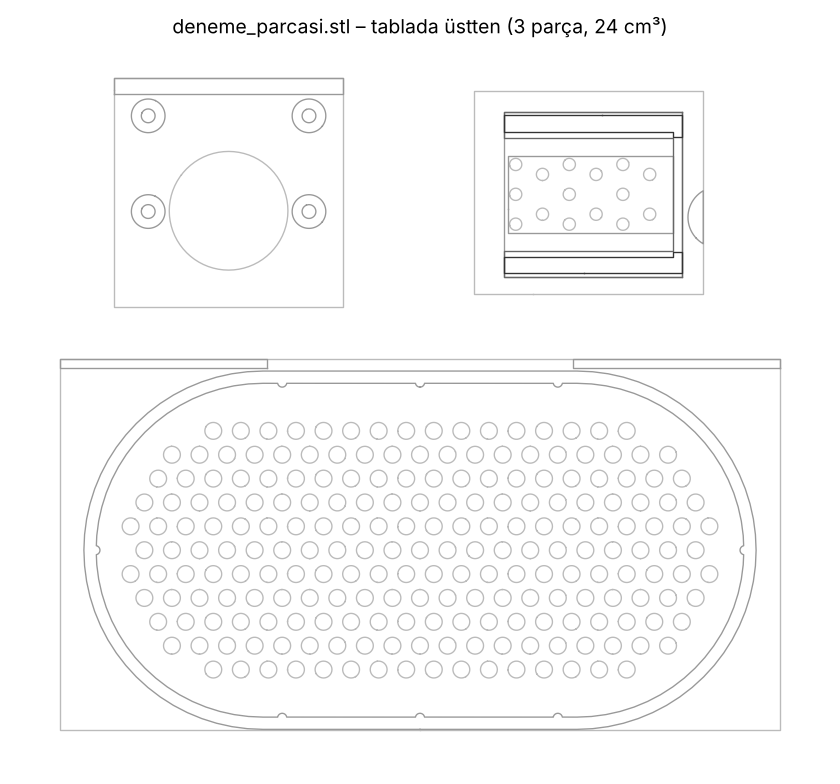 deneme_parcasi.stl – tablada üstten (3 parça, 24 cm³)